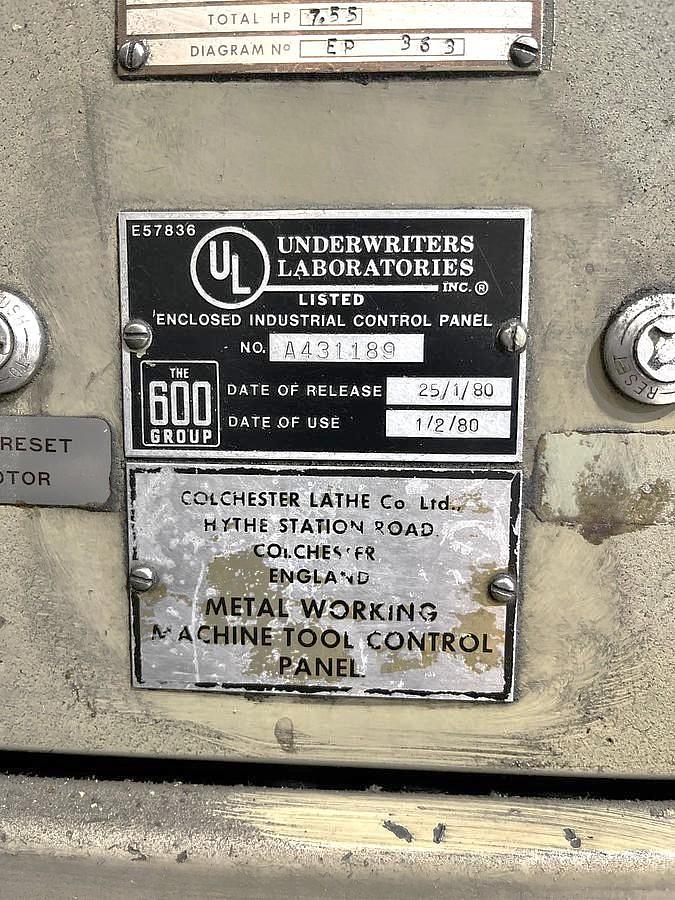 TOTAL HP 7.55
DIAGRAM Nº EP 363
E57836
UL
UNDERWRITERS
LABORATORIES
INC.®
LISTED
ENCLOSED INDUSTRIAL CONTROL PANEL
NO. A431189
THE
600
GROUP
DATE OF RELEASE 25/1/80
DATE OF USE 1/2/80
RESET
RESET
COLCHESTER LATHE Co Ltd.,
HYTHE STATION ROAD.
COLCHESTER
ENGLAND
METAL WORKING
MACHINE TOOL CONTROL
PANEL.